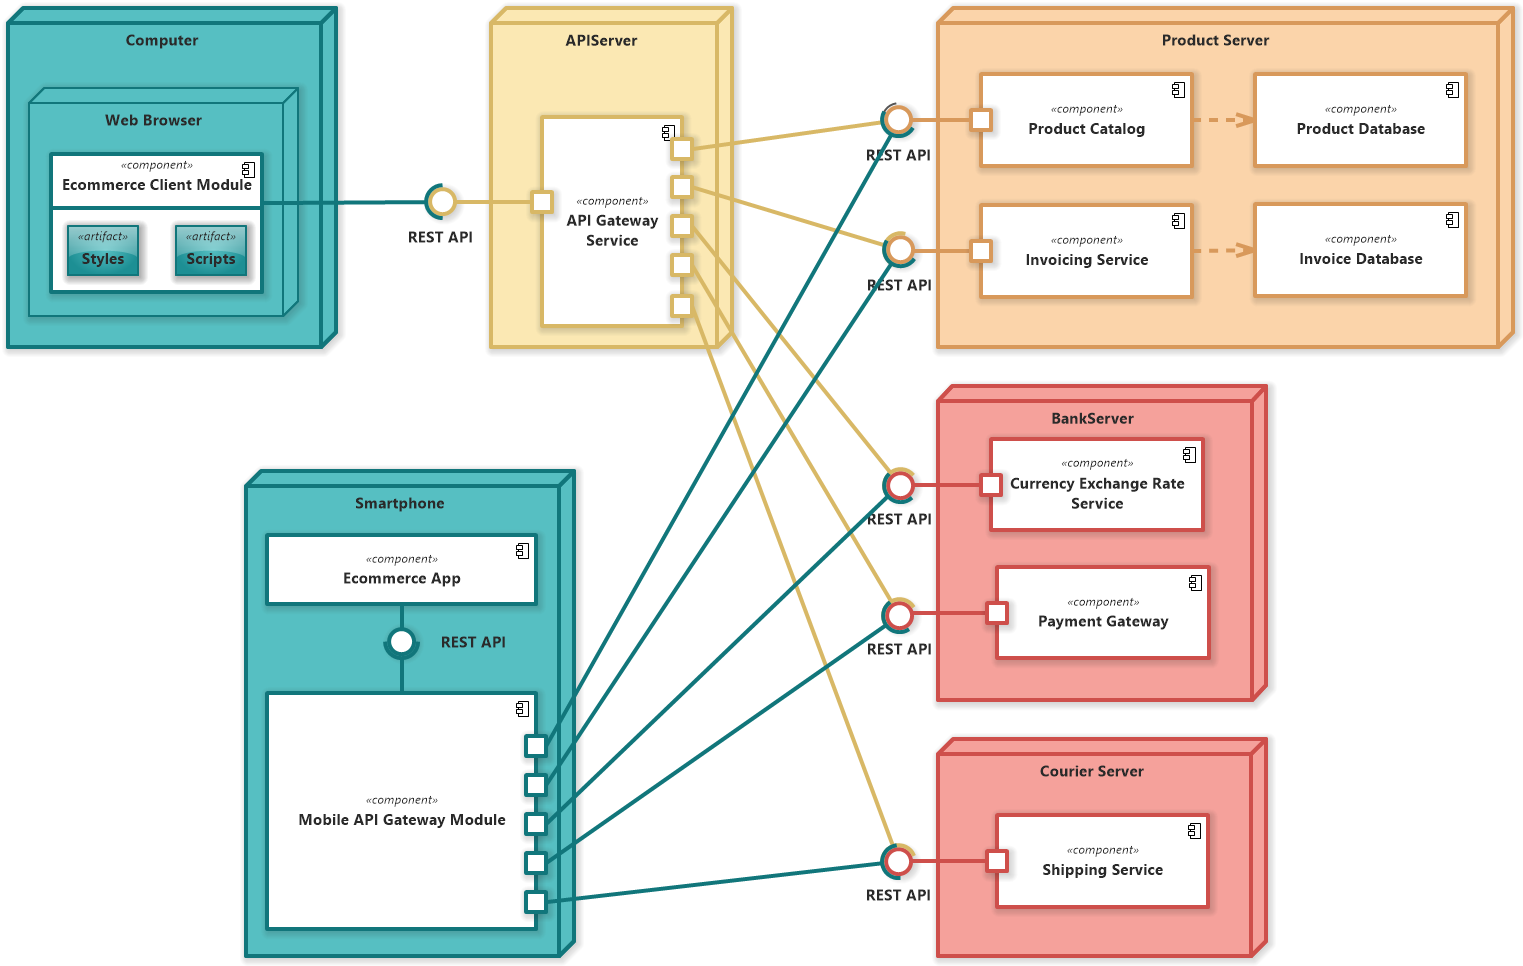 Computer
Web Browser
«component»
Ecommerce Client Module
«artifact»
Styles
«artifact»
Scripts
REST API
APIServer
«component»
API Gateway
Service
Product Server
«component»
Product Catalog
«component»
Product Database
REST API
«component»
Invoicing Service
«component»
Invoice Database
REST API
BankServer
«component»
Currency Exchange Rate
Service
REST API
«component»
Payment Gateway
REST API
Smartphone
«component»
Ecommerce App
REST API
«component»
Mobile API Gateway Module
Courier Server
«component»
Shipping Service
REST API